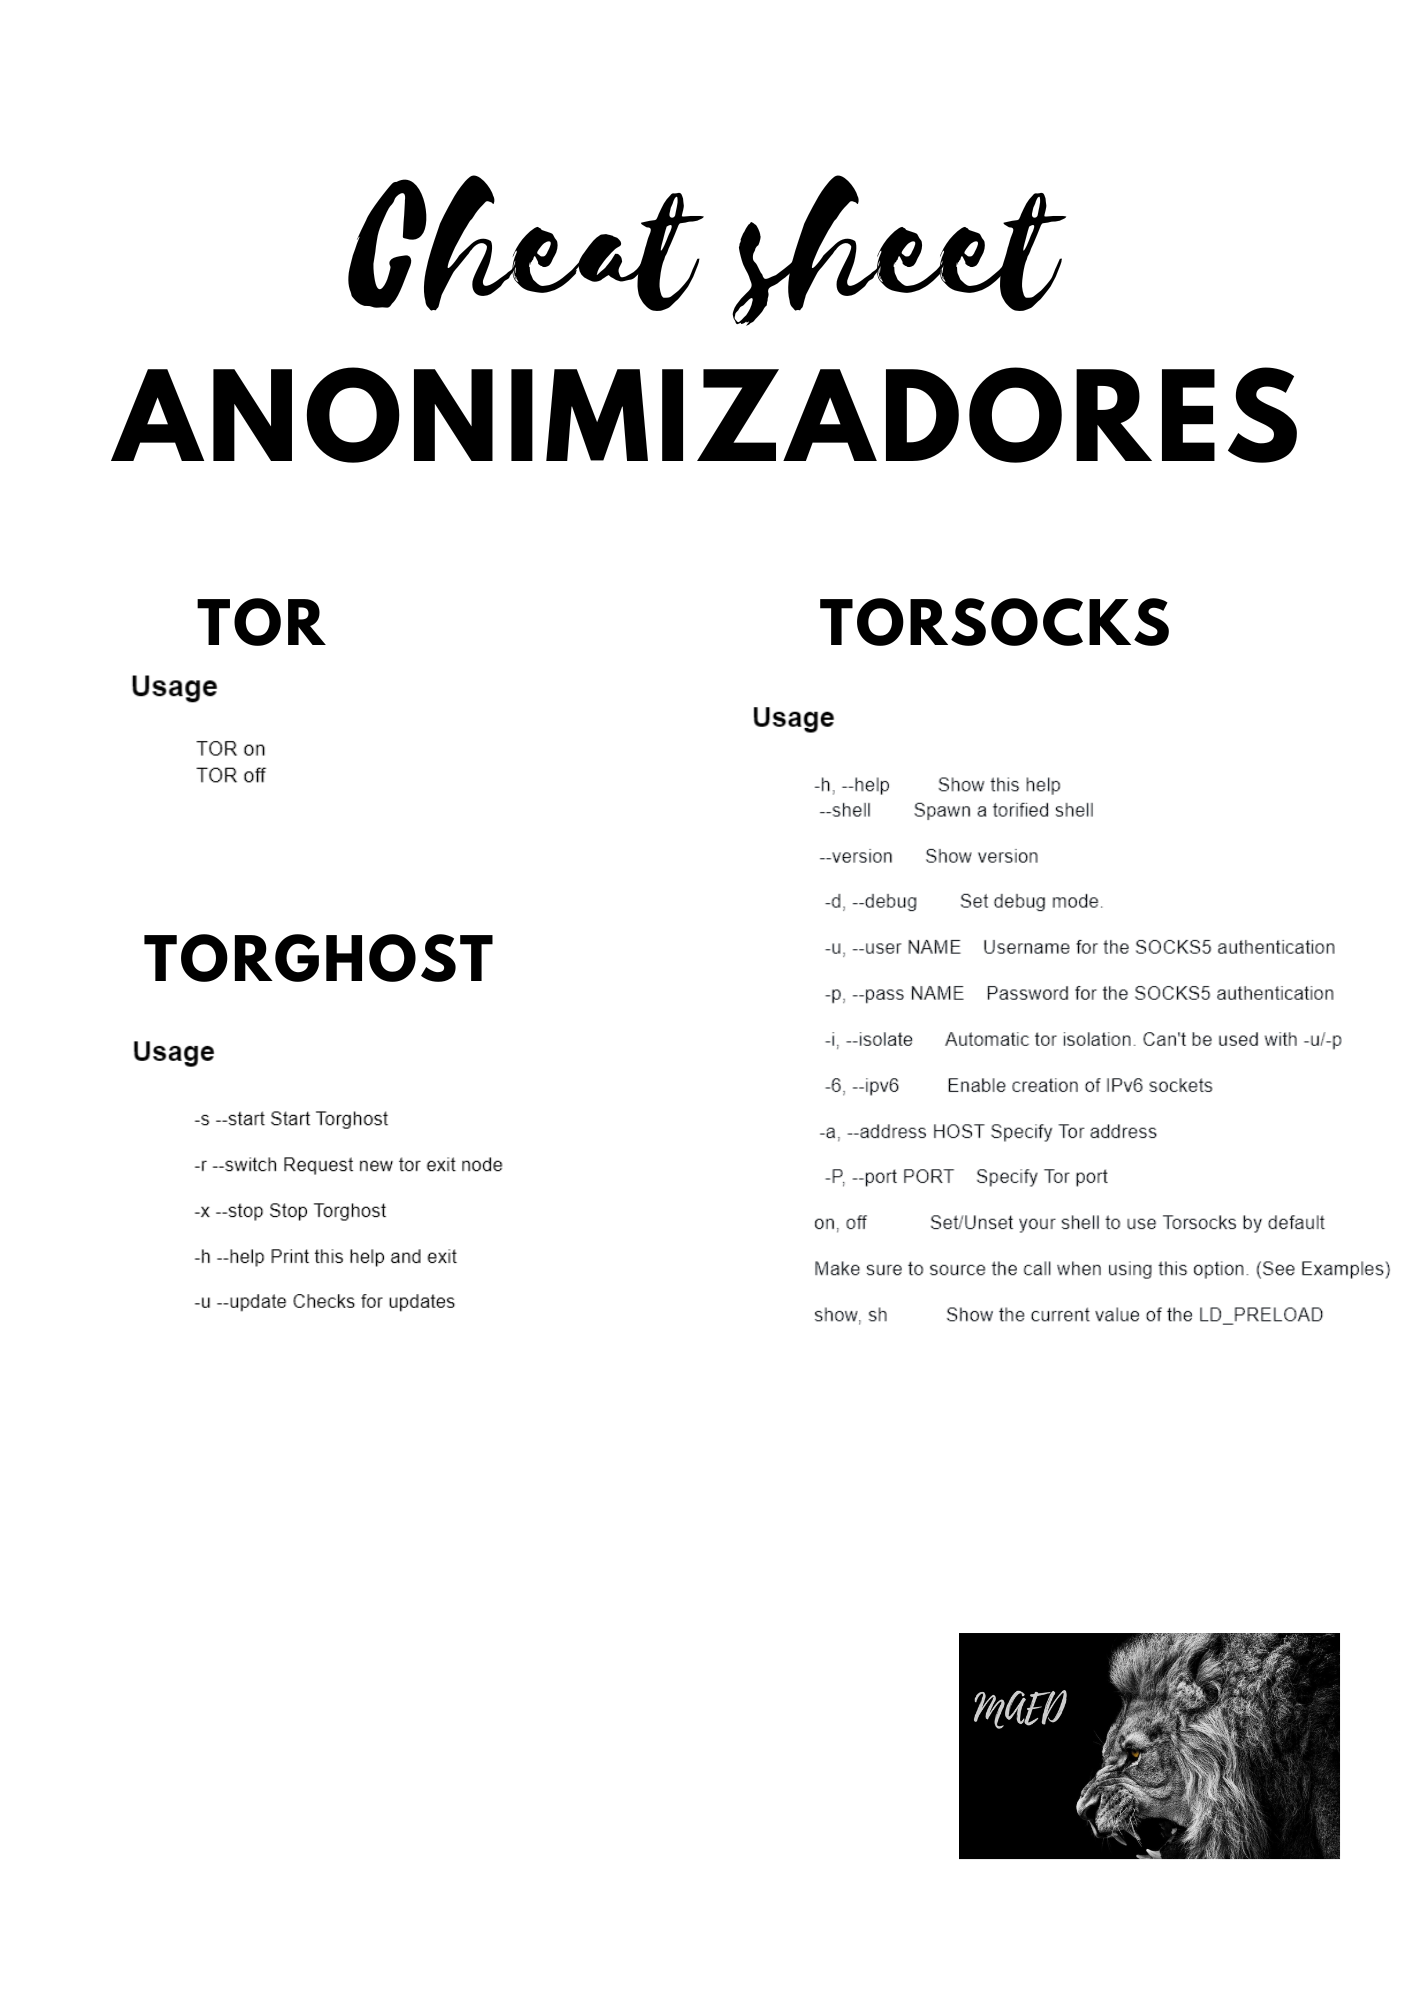 Cheat sheet
ANONIMIZADORES
TOR
Usage
TOR on
TOR off
TORGHOST
Usage
-s --start Start Torghost
-r --switch Request new tor exit node
-x --stop Stop Torghost
-h --help Print this help and exit
-u --update Checks for updates
TORSOCKS
Usage
-h, --help Show this help
--shell Spawn a torified shell
--version Show version
-d, --debug Set debug mode.
-u, --user NAME Username for the SOCKS5 authentication
-p, --pass NAME Password for the SOCKS5 authentication
-i, --isolate Automatic tor isolation. Can't be used with -u/-p
-6, --ipv6 Enable creation of IPv6 sockets
-a, --address HOST Specify Tor address
-P, --port PORT Specify Tor port
on, off Set/Unset your shell to use Torsocks by default
Make sure to source the call when using this option. (See Examples)
show, sh Show the current value of the LD_PRELOAD
MAED